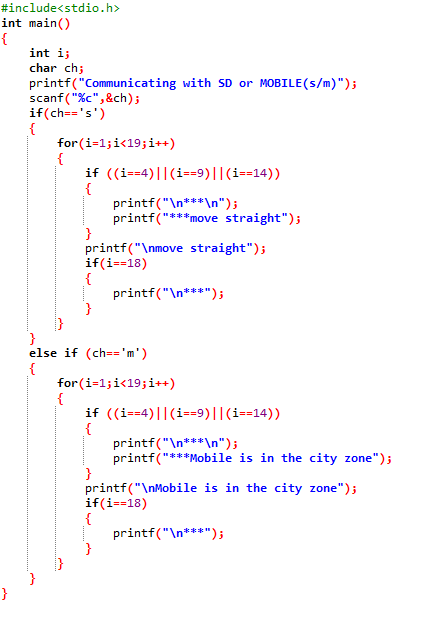 #include<stdio.h>
int main()
{
    int i;
    char ch;
    printf("Communicating with SD or MOBILE(s/m)");
    scanf("%c",&ch);
    if(ch=='s')
    {
        for(i=1;i<19;i++)
        {
            if ((i==4)||(i==9)||(i==14))
            {
                printf("\n***\n");
                printf("***move straight");
            }
            printf("\nmove straight");
            if(i==18)
            {
                printf("\n***");
            }
        }
    }
    else if (ch=='m')
    {
        for(i=1;i<19;i++)
        {
            if ((i==4)||(i==9)||(i==14))
            {
                printf("\n***\n");
                printf("***Mobile is in the city zone");
            }
            printf("\nMobile is in the city zone");
            if(i==18)
            {
                printf("\n***");
            }
        }
    }
}